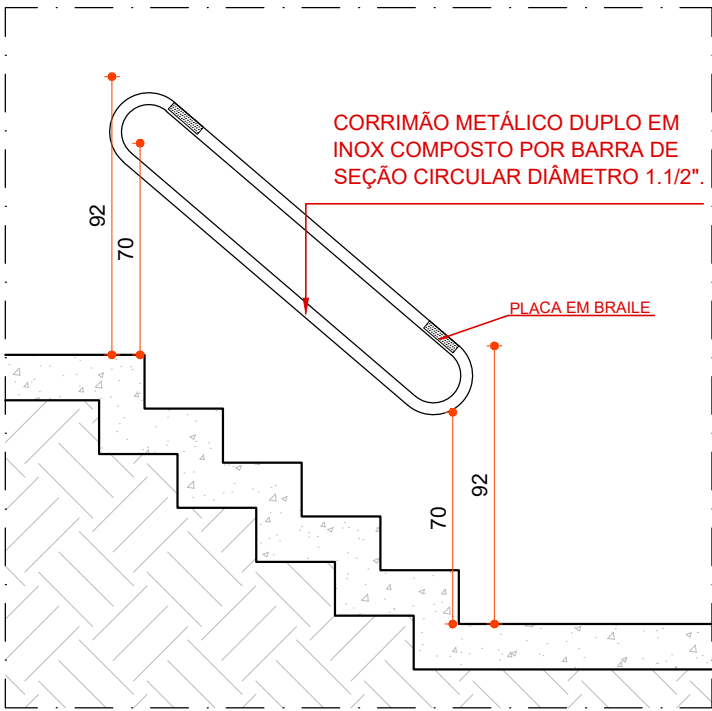 CORRIMÃO METÁLICO DUPLO EM
INOX COMPOSTO POR BARRA DE
SEÇÃO CIRCULAR DIÂMETRO 1.1/2".
92
70
PLACA EM BRAILE
92
70